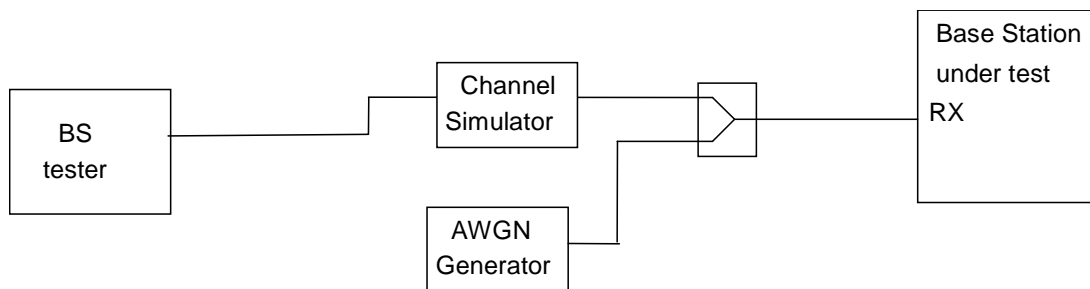 BS
tester
Channel
Simulator
AWGN
Generator
Base Station
under test
RX